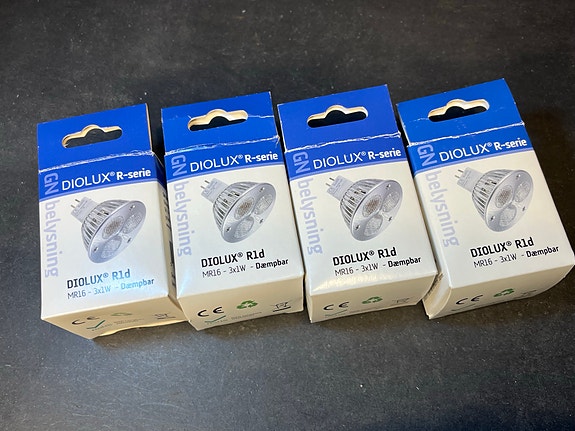 GN belysning
DIOLUX® R-serie
DIOLUX® R1d
MR16 - 3x1W - Dæmpbar
CE
GN belysning
DIOLUX® R-serie
DIOLUX® R1d
MR16 - 3x1W - Dæmpbar
CE
GN belysning
DIOLUX® R-serie
DIOLUX® R1d
MR16 - 3x1W - Dæmpbar
CE
GN belysning
DIOLUX® R-serie
DIOLUX® R1d
MR16 - 3x1W - Dæmpbar
CE